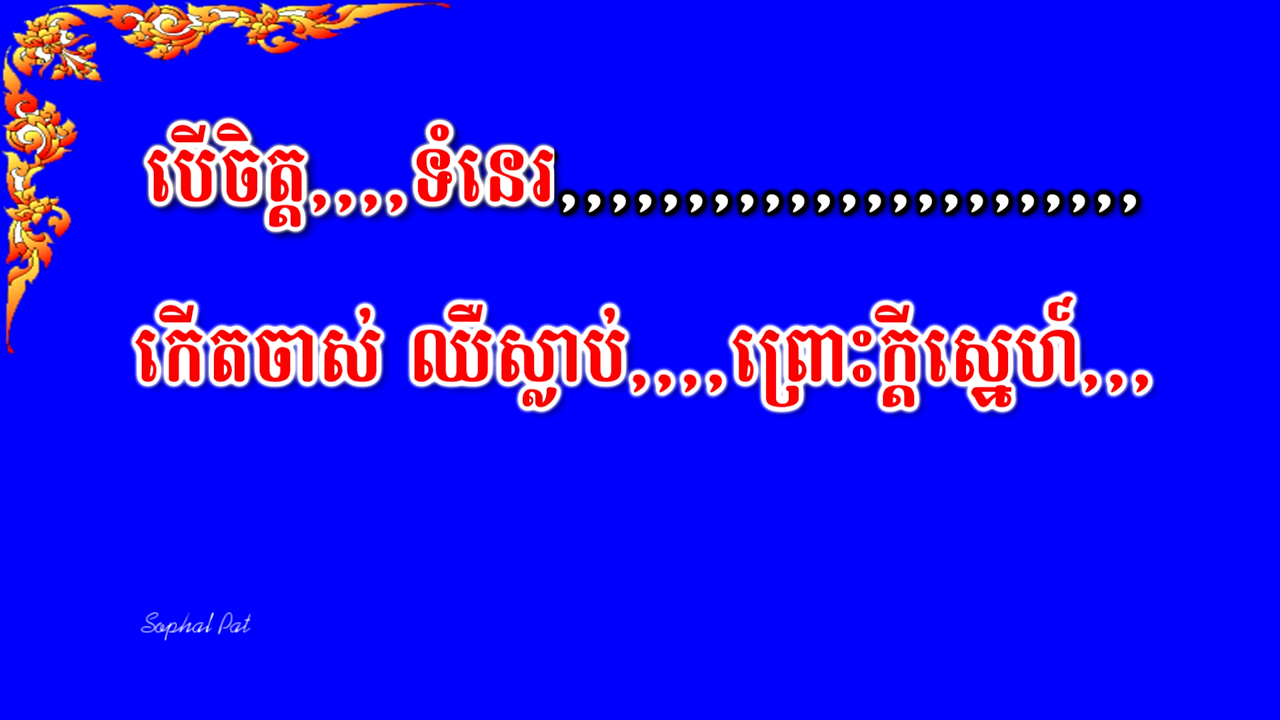 បើចិត្ត,,,,ទំនេរ,,,,,,,,,,,,,,,,,,,,,,,
កើតចាស់ ឈឺស្លាប់,,,,ព្រោះក្ដីស្នេហ៍,,,
Sophal Pat